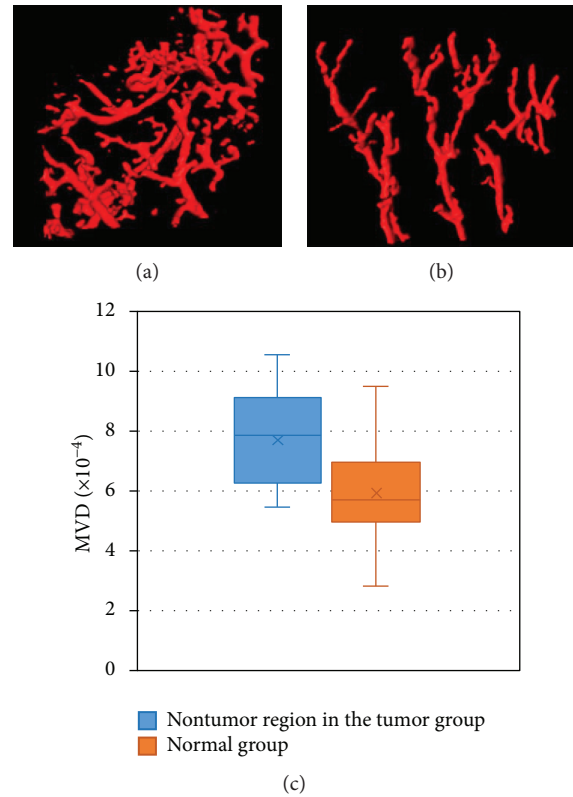 (a)
(b)
12
10
8
6
4
2
0
MVD (×10⁻⁴)
Nontumor region in the tumor group
Normal group
(c)